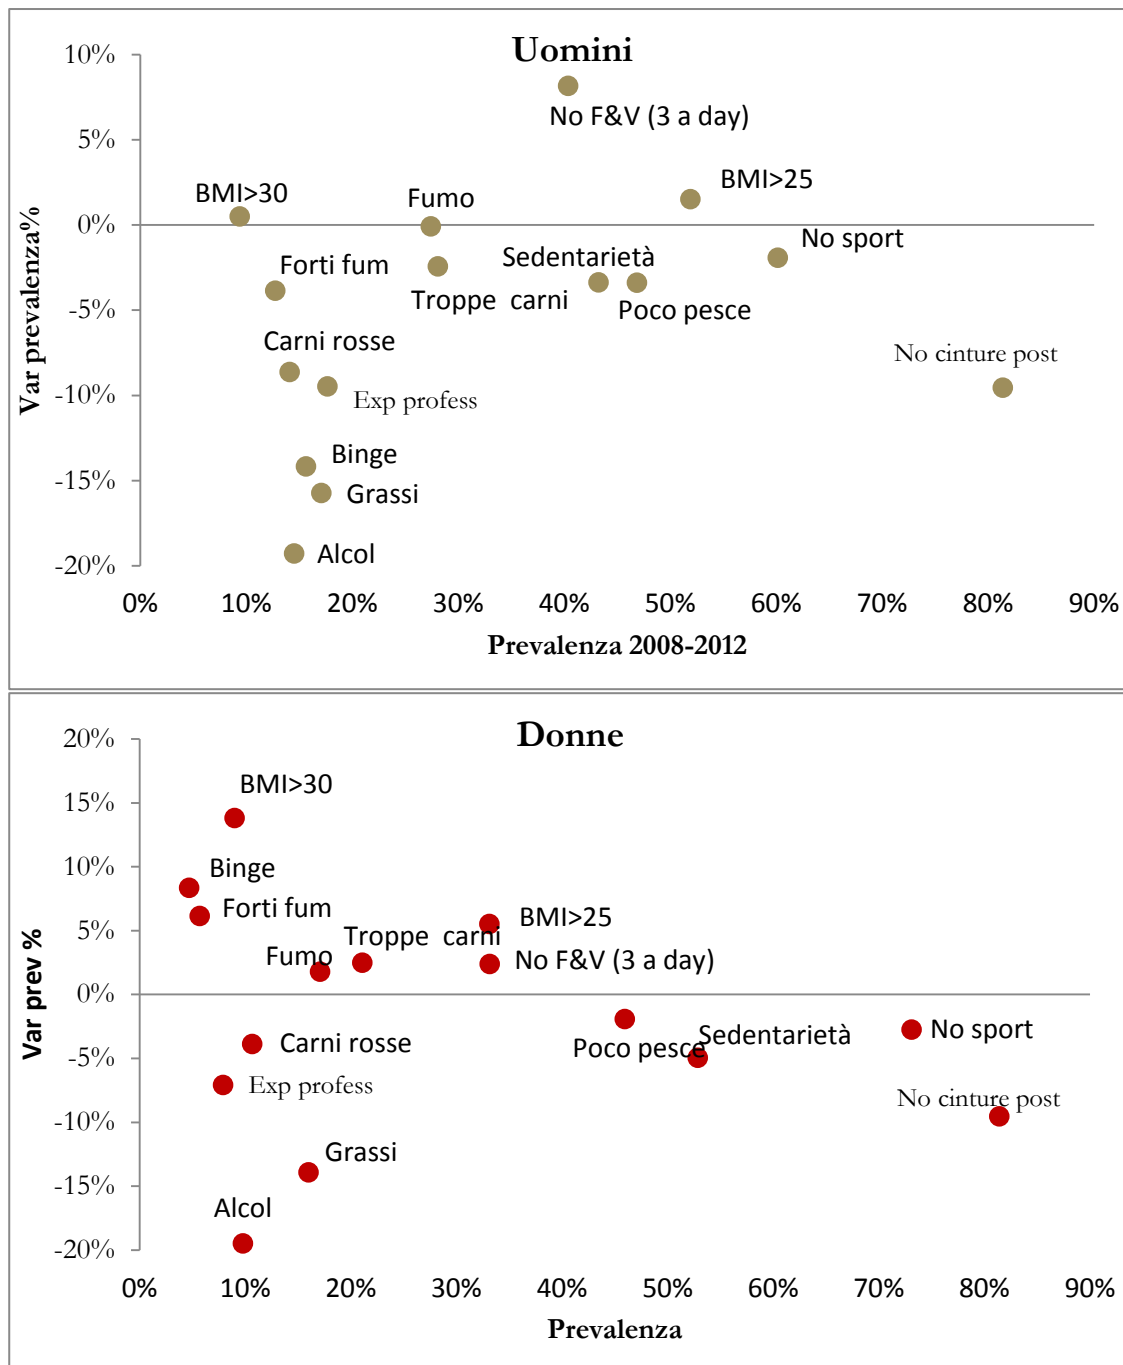 Uomini
10%
No F&V (3 a day)
5%
BMI>30
Fumo
BMI>25
0%
No sport
Sedentarietà
Forti fum
Troppe carni
Poco pesce
-5%
Carni rosse
No cinture post
-10%
Exp profess
Binge
-15%
Grassi
Alcol
-20%
Var prevalenza%
0% 10% 20% 30% 40% 50% 60% 70% 80% 90%
Prevalenza 2008-2012
Donne
20%
BMI>30
15%
Binge
10%
Forti fum
BMI>25
Troppe carni
5%
Fumo
No F&V (3 a day)
0%
No sport
Sedentarietà
Carni rosse
Poco pesce
-5%
Exp profess
No cinture post
-10%
Grassi
-15%
Alcol
-20%
Var prev %
0% 10% 20% 30% 40% 50% 60% 70% 80% 90%
Prevalenza